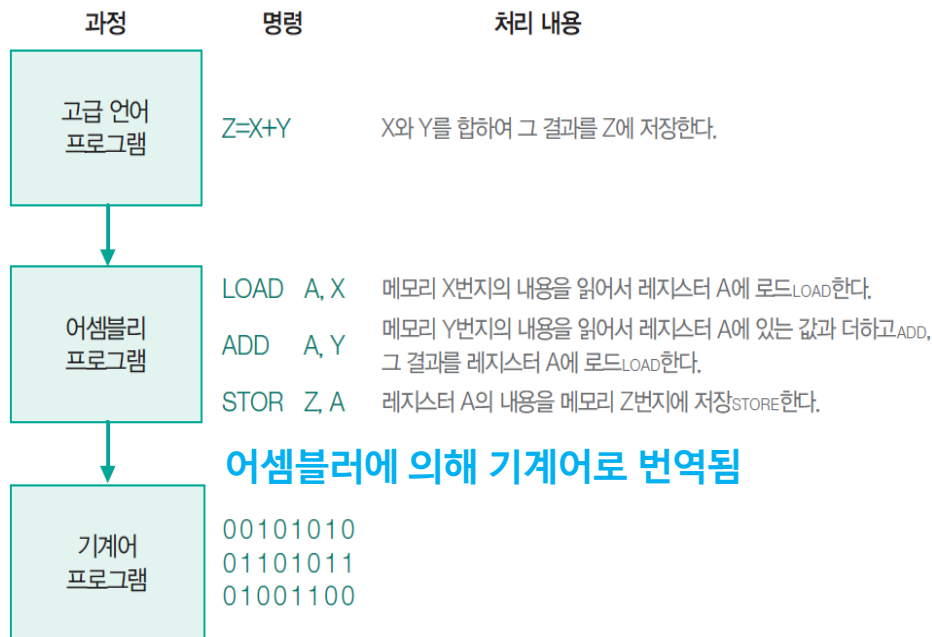 과정 명령 처리 내용
고급 언어
프로그램
Z=X+Y X와 Y를 합하여 그 결과를 Z에 저장한다.
어셈블리
프로그램
LOAD A, X 메모리 X번지의 내용을 읽어서 레지스터 A에 로드LOAD한다.
ADD A, Y 메모리 Y번지의 내용을 읽어서 레지스터 A에 있는 값과 더하고ADD,
그 결과를 레지스터 A에 로드LOAD한다.
STOR Z, A 레지스터 A의 내용을 메모리 Z번지에 저장STORE한다.
어셈블러에 의해 기계어로 번역됨
기계어
프로그램
00101010
01101011
01001100